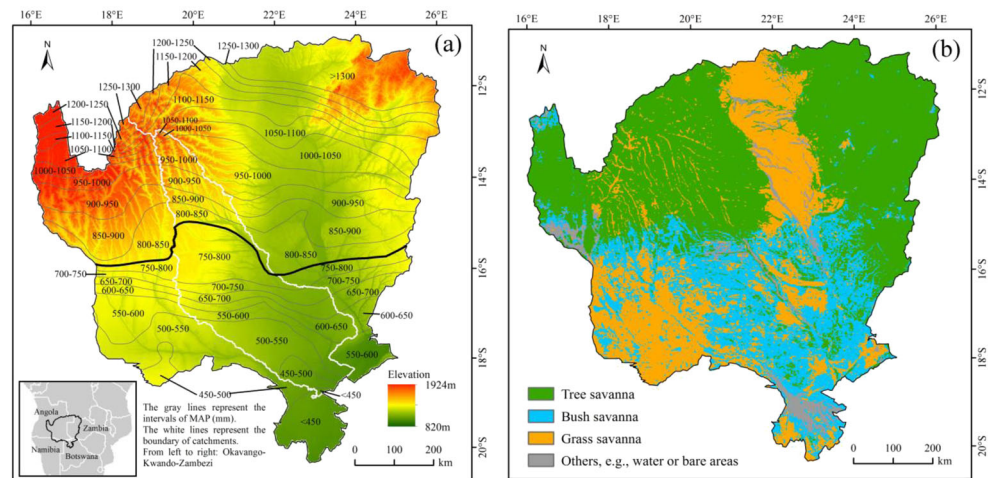 16°E 18°E 20°E 22°E 24°E 26°E
(a)
N
12°S
14°S
16°S
18°S
20°S
1200-1250
1250-1300
1150-1200
>1300
1250-1300
1200-1250
1100-1150
1150-1200
1050-1100
1000-1050
1100-1150
1050-1100
1050-1100
1000-1050
1000-1050
950-1000
950-1000
950-1000
900-950
900-950
900-950
850-900
800-850
850-900
850-900
800-850
800-850
750-800
750-800
750-800
700-750
700-750
700-750
650-700
650-700
650-700
600-650
600-650
600-650
550-600
550-600
550-600
500-550
500-550
450-500
450-500
<450
<450
Elevation
1924m
820m
The gray lines represent the
intervals of MAP (mm).
The white lines represent the
boundary of catchments.
From left to right: Okavango-
Kwando-Zambezi
0 100 200
km
Angola
Zambia
Namibia
Botswana
16°E 18°E 20°E 22°E 24°E 26°E
(b)
N
12°S
14°S
16°S
18°S
20°S
Tree savanna
Bush savanna
Grass savanna
Others, e.g., water or bare areas
0 100 200
km